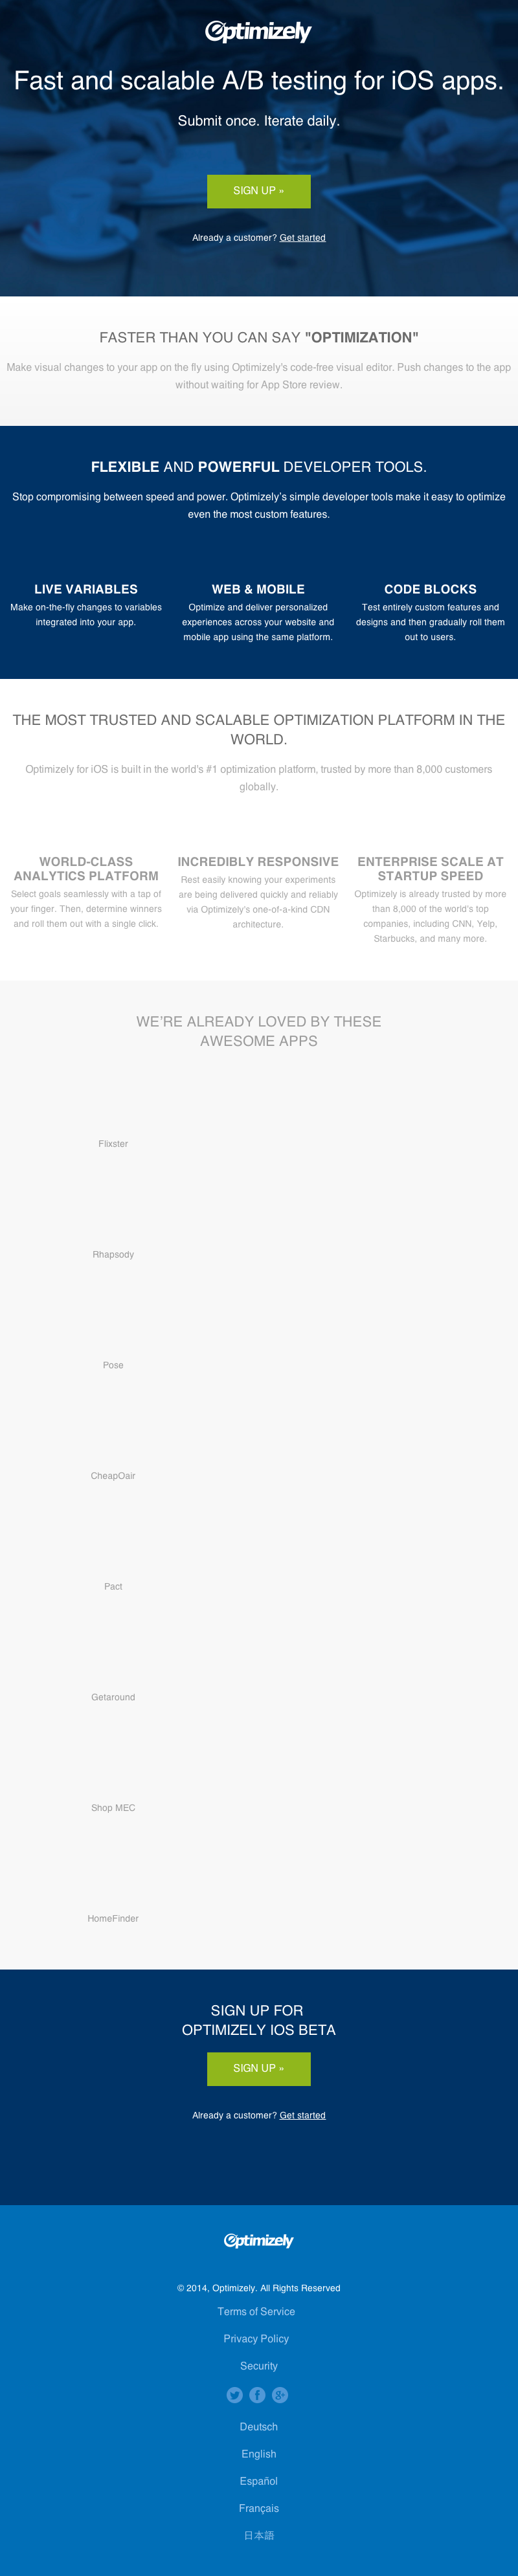 Optimizely
Fast and scalable A/B testing for iOS apps.
Submit once. Iterate daily.
SIGN UP »
Already a customer? Get started
FASTER THAN YOU CAN SAY "OPTIMIZATION"
Make visual changes to your app on the fly using Optimizely's code-free visual editor. Push changes to the app
without waiting for App Store review.
FLEXIBLE AND POWERFUL DEVELOPER TOOLS.
Stop compromising between speed and power. Optimizely's simple developer tools make it easy to optimize
even the most custom features.
LIVE VARIABLES
Make on-the-fly changes to variables
integrated into your app.
WEB & MOBILE
Optimize and deliver personalized
experiences across your website and
mobile app using the same platform.
CODE BLOCKS
Test entirely custom features and
designs and then gradually roll them
out to users.
THE MOST TRUSTED AND SCALABLE OPTIMIZATION PLATFORM IN THE
WORLD.
Optimizely for iOS is built in the world's #1 optimization platform, trusted by more than 8,000 customers
globally.
WORLD-CLASS
ANALYTICS PLATFORM
Select goals seamlessly with a tap of
your finger. Then, determine winners
and roll them out with a single click.
INCREDIBLY RESPONSIVE
Rest easily knowing your experiments
are being delivered quickly and reliably
via Optimizely's one-of-a-kind CDN
architecture.
ENTERPRISE SCALE AT
STARTUP SPEED
Optimizely is already trusted by more
than 8,000 of the world's top
companies, including CNN, Yelp,
Starbucks, and many more.
WE'RE ALREADY LOVED BY THESE
AWESOME APPS
Flixster
Rhapsody
Pose
CheapOair
Pact
Getaround
Shop MEC
HomeFinder
SIGN UP FOR
OPTIMIZELY IOS BETA
SIGN UP »
Already a customer? Get started
Optimizely
© 2014, Optimizely. All Rights Reserved
Terms of Service
Privacy Policy
Security
Deutsch
English
Español
Français
日本語